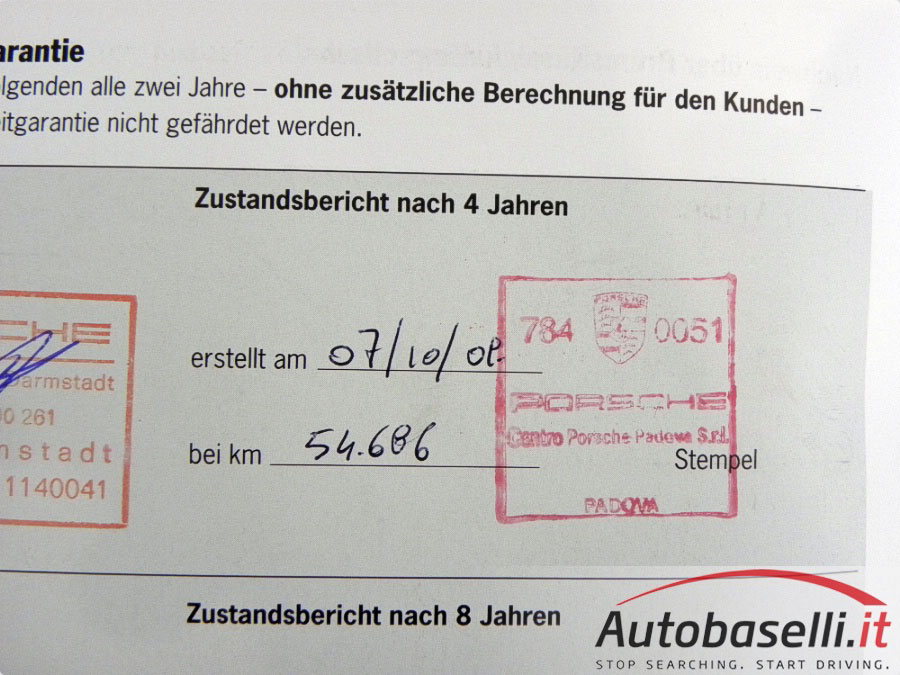 arantie
lgenden alle zwei Jahre – ohne zusätzliche Berechnung für den Kunden –
itgarantie nicht gefährdet werden.
Zustandsbericht nach 4 Jahren
CHE
Darmstadt
0 261
nstadt
1140041
erstellt am 07/10/08
bei km 54.686
784 0051
PORSCHE
PORSCHE
Centro Porsche Padova S.r.l.
Stempel
PADOVA
Zustandsbericht nach 8 Jahren
Autobaselli.it
STOP SEARCHING. START DRIVING.